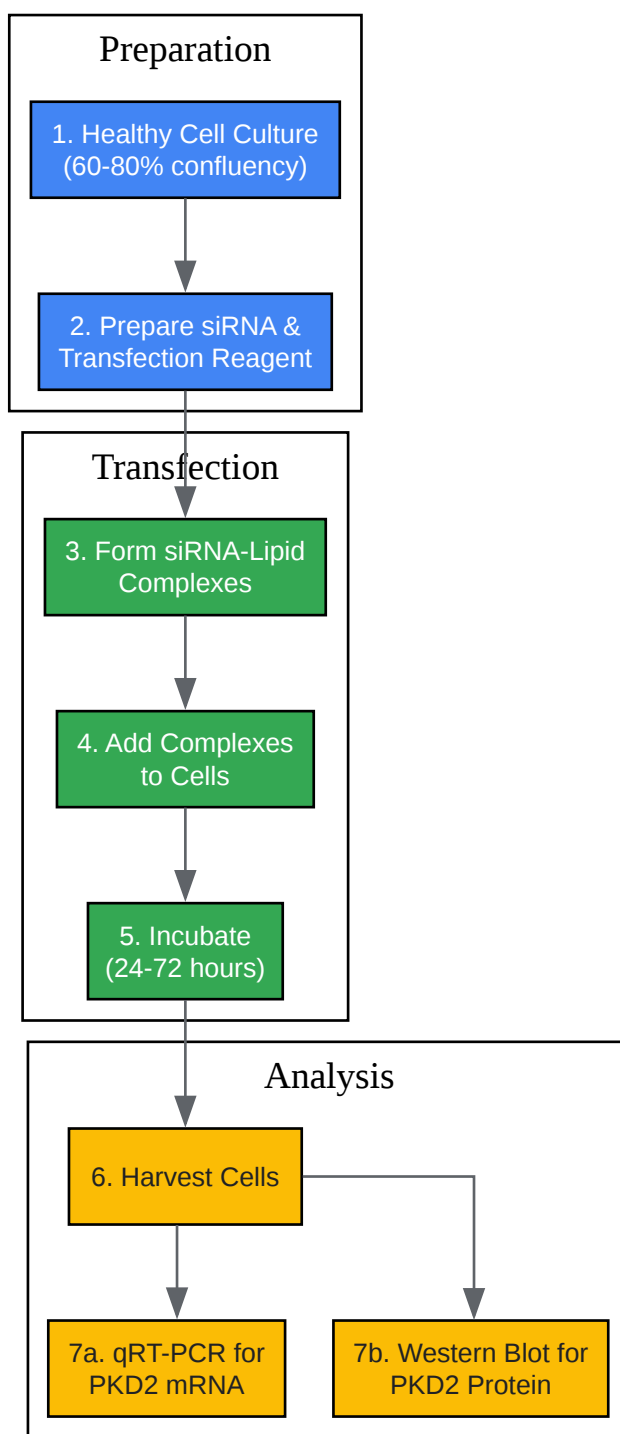 Preparation
1. Healthy Cell Culture
(60-80% confluency)
2. Prepare siRNA &
Transfection Reagent
Transfection
3. Form siRNA-Lipid
Complexes
4. Add Complexes
to Cells
5. Incubate
(24-72 hours)
Analysis
6. Harvest Cells
7a. qRT-PCR for
PKD2 mRNA
7b. Western Blot for
PKD2 Protein